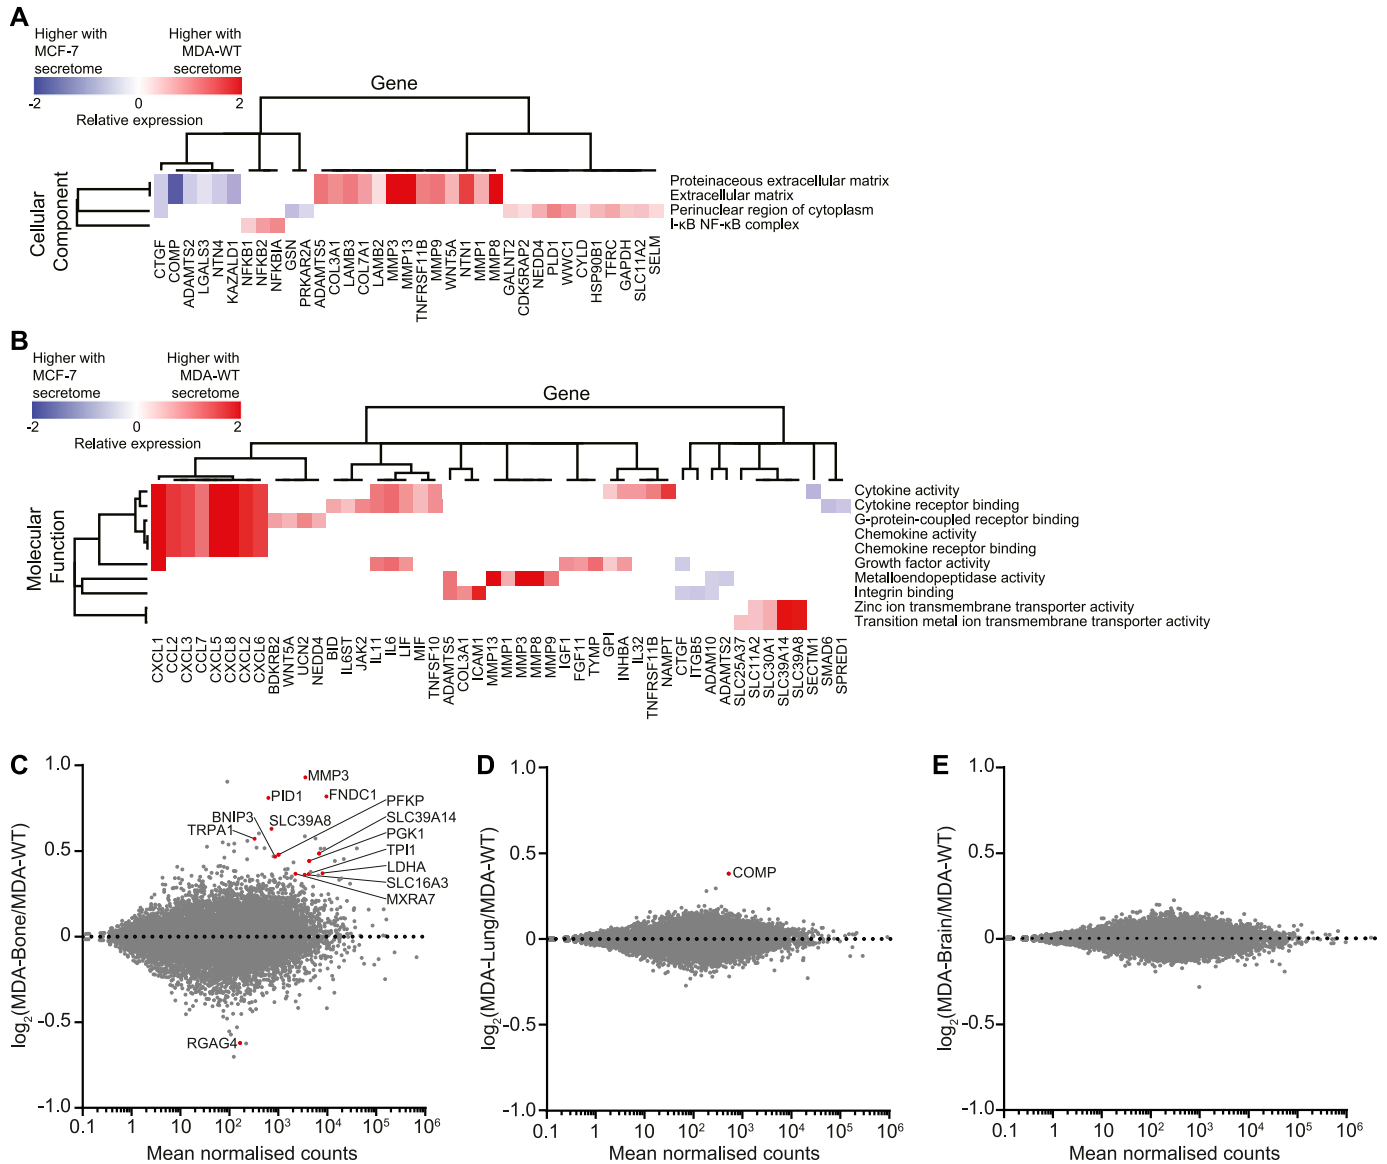 A
Higher with
MCF-7
secretome
Higher with
MDA-WT
secretome
-2
0
2
Relative expression
Gene
Cellular
Component
Proteinaceous extracellular matrix
Extracellular matrix
Perinuclear region of cytoplasm
I-κB NF-κB complex
CTGF
COMP
ADAMTS2
LGALS3
NTN4
KAZALD1
NFKB1
NFKB2
NFKBIA
GSN
PRKAR2A
ADAMTS5
COL3A1
LAMB3
COL7A1
LAMB2
MMP3
MMP13
TNFRSF11B
MMP9
WNT5A
NTN1
MMP1
MMP8
GALNT2
CDK5RAP2
NEDD4
PLD1
WWC1
CYLD
HSP90B1
TFRC
GAPDH
SLC11A2
SELM
B
Higher with
MCF-7
secretome
Higher with
MDA-WT
secretome
-2
0
2
Relative expression
Gene
Molecular
Function
Cytokine activity
Cytokine receptor binding
G-protein-coupled receptor binding
Chemokine activity
Chemokine receptor binding
Growth factor activity
Metalloendopeptidase activity
Integrin binding
Zinc ion transmembrane transporter activity
Transition metal ion transmembrane transporter activity
CXCL1
CCL2
CXCL3
CCL7
CXCL5
CXCL8
CXCL2
CXCL6
BDKRB2
WNT5A
UCN2
NEDD4
BID
IL6ST
JAK2
IL11
IL6
LIF
MIF
TNFSF10
ADAMTS5
COL3A1
ICAM1
MMP13
MMP1
MMP3
MMP8
MMP9
IGF1
FGF11
TYMP
GPI
INHBA
IL32
TNFRSF11B
NAMPT
CTGF
ITGB5
ADAM10
ADAMTS2
SLC25A37
SLC11A2
SLC30A1
SLC39A14
SLC39A8
SECTM1
SMAD6
SPRED1
C
log2(MDA-Bone/MDA-WT)
1.0
0.5
0
-0.5
-1.0
MMP3
PID1
FNDC1
PFKP
BNIP3
SLC39A8
SLC39A14
TRPA1
PGK1
TPI1
LDHA
SLC16A3
MXRA7
RGAG4
0.1 1 10 10² 10³ 10⁴ 10⁵ 10⁶
Mean normalised counts
D
log2(MDA-Lung/MDA-WT)
1.0
0.5
0
-0.5
-1.0
COMP
0.1 1 10 10² 10³ 10⁴ 10⁵ 10⁶
Mean normalised counts
E
log2(MDA-Brain/MDA-WT)
1.0
0.5
0
-0.5
-1.0
0.1 1 10 10² 10³ 10⁴ 10⁵ 10⁶
Mean normalised counts